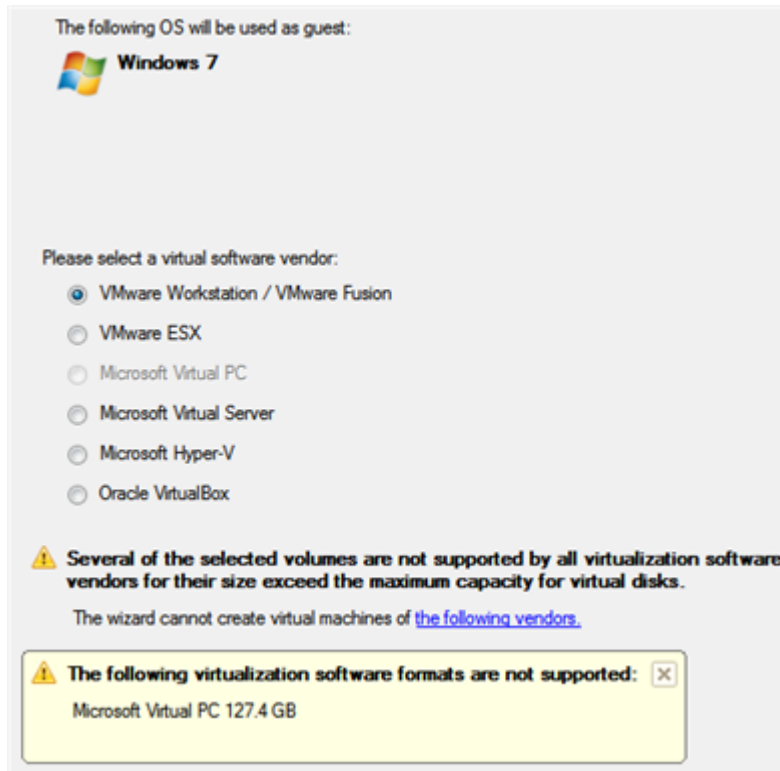 The following OS will be used as guest:
Windows 7
Please select a virtual software vendor:
VMware Workstation / VMware Fusion
VMware ESX
Microsoft Virtual PC
Microsoft Virtual Server
Microsoft Hyper-V
Oracle VirtualBox
Several of the selected volumes are not supported by all virtualization software
vendors for their size exceed the maximum capacity for virtual disks.
The wizard cannot create virtual machines of the following vendors.
The following virtualization software formats are not supported:
Microsoft Virtual PC 127.4 GB